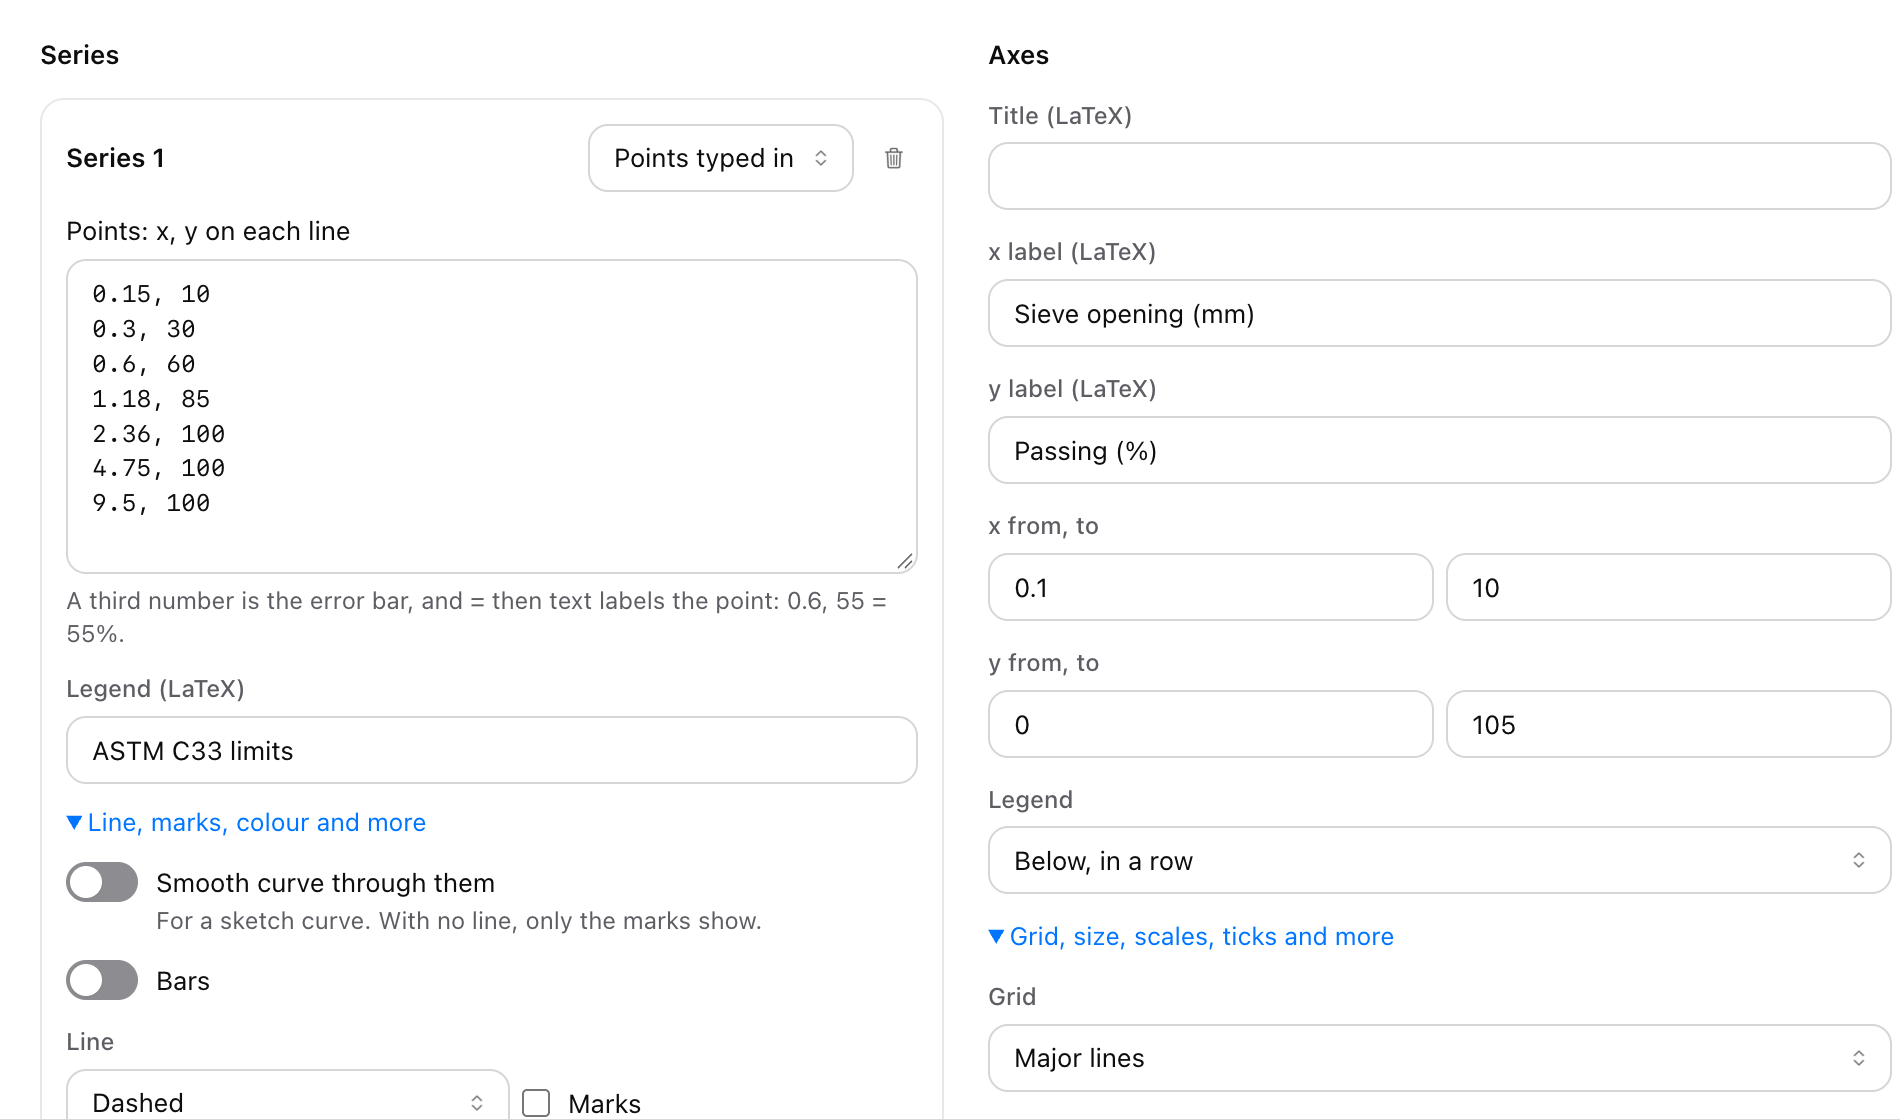 Series
Series 1
Points typed in
Points: x, y on each line
0.15, 10
0.3, 30
0.6, 60
1.18, 85
2.36, 100
4.75, 100
9.5, 100
A third number is the error bar, and = then text labels the point: 0.6, 55 =
55%.
Legend (LaTeX)
ASTM C33 limits
Line, marks, colour and more
Smooth curve through them
For a sketch curve. With no line, only the marks show.
Bars
Line
Dashed
Marks
Axes
Title (LaTeX)
x label (LaTeX)
Sieve opening (mm)
y label (LaTeX)
Passing (%)
x from, to
0.1
10
y from, to
0
105
Legend
Below, in a row
Grid, size, scales, ticks and more
Grid
Major lines